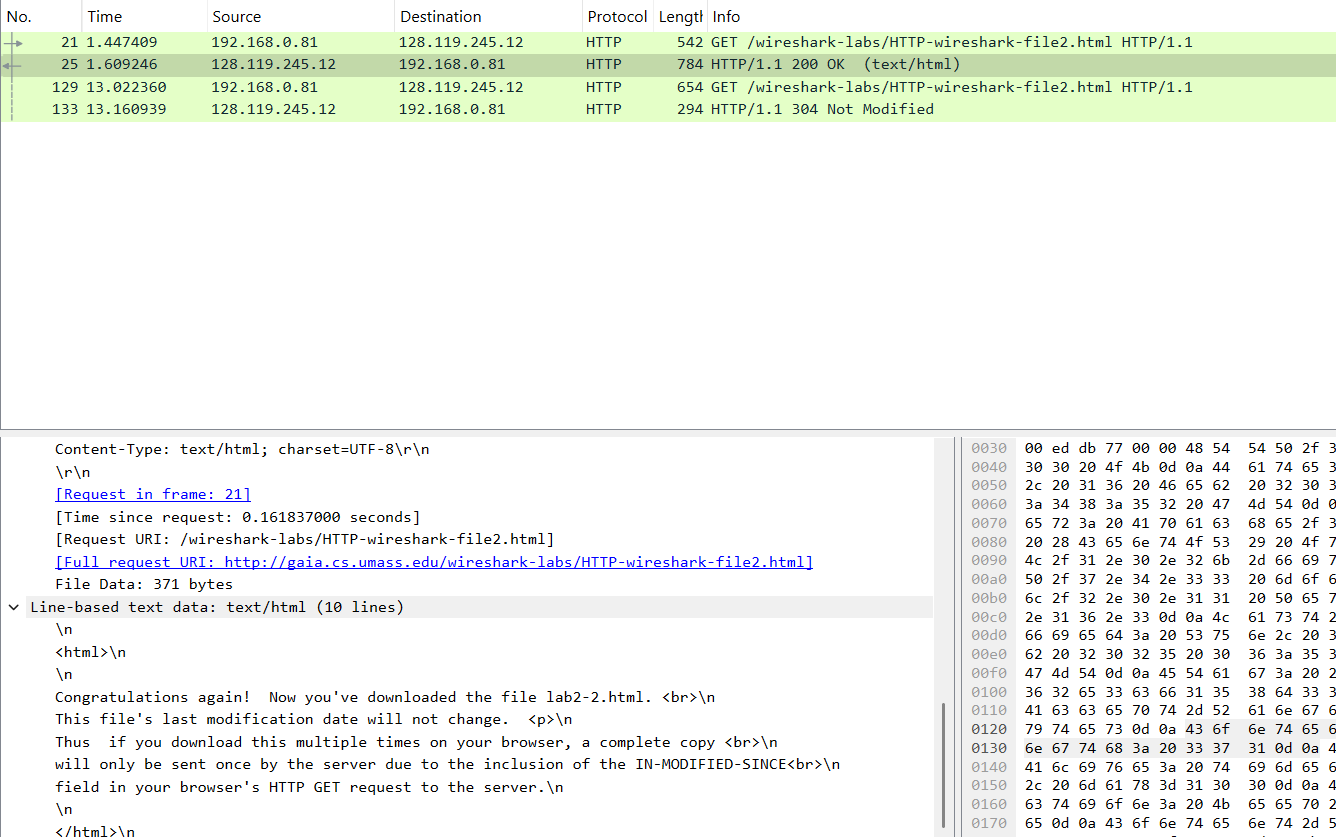 No. Time Source Destination Protocol Length Info
21 1.447409 192.168.0.81 128.119.245.12 HTTP 542 GET /wireshark-labs/HTTP-wireshark-file2.html HTTP/1.1
25 1.609246 128.119.245.12 192.168.0.81 HTTP 784 HTTP/1.1 200 OK  (text/html)
129 13.022360 192.168.0.81 128.119.245.12 HTTP 654 GET /wireshark-labs/HTTP-wireshark-file2.html HTTP/1.1
133 13.160939 128.119.245.12 192.168.0.81 HTTP 294 HTTP/1.1 304 Not Modified
Content-Type: text/html; charset=UTF-8\r\n
\r\n
[Request in frame: 21]
[Time since request: 0.161837000 seconds]
[Request URI: /wireshark-labs/HTTP-wireshark-file2.html]
[Full request URI: http://gaia.cs.umass.edu/wireshark-labs/HTTP-wireshark-file2.html]
File Data: 371 bytes
Line-based text data: text/html (10 lines)
\n
<html>\n
\n
Congratulations again!  Now you've downloaded the file lab2-2.html. <br>\n
This file's last modification date will not change.  <p>\n
Thus  if you download this multiple times on your browser, a complete copy <br>\n
will only be sent once by the server due to the inclusion of the IN-MODIFIED-SINCE<br>\n
field in your browser's HTTP GET request to the server.\n
\n
</html>\n
0030 00 ed db 77 00 00 48 54 54 50 2f 3
0040 30 30 20 4f 4b 0d 0a 44 61 74 65 3
0050 2c 20 31 36 20 46 65 62 20 32 30 3
0060 3a 34 38 3a 35 32 20 47 4d 54 0d 0
0070 65 72 3a 20 41 70 61 63 68 65 2f 3
0080 20 28 43 65 6e 74 4f 53 29 20 4f 7
0090 4c 2f 31 2e 30 2e 32 6b 2d 66 69 7
00a0 50 2f 37 2e 34 2e 33 33 20 6d 6f 6
00b0 6c 2f 32 2e 30 2e 31 31 20 50 65 7
00c0 2e 31 36 2e 33 0d 0a 4c 61 73 74 2
00d0 66 69 65 64 3a 20 53 75 6e 2c 20 3
00e0 62 20 32 30 32 35 20 30 36 3a 35 3
00f0 47 4d 54 0d 0a 45 54 61 67 3a 20 2
0100 36 32 65 33 63 66 31 35 38 64 33 3
0110 41 63 63 65 70 74 2d 52 61 6e 67 6
0120 79 74 65 73 0d 0a 43 6f 6e 74 65 6
0130 6e 67 74 68 3a 20 33 37 31 0d 0a 4
0140 41 6c 69 76 65 3a 20 74 69 6d 65 6
0150 2c 20 6d 61 78 3d 31 30 30 0d 0a 4
0160 63 74 69 6f 6e 3a 20 4b 65 65 70 2
0170 65 0d 0a 43 6f 6e 74 65 6e 74 2d 5